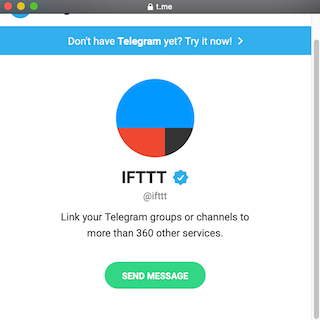 t.me
Don't have Telegram yet? Try it now!
IFTTT
@ifttt
Link your Telegram groups or channels to
more than 360 other services.
SEND MESSAGE